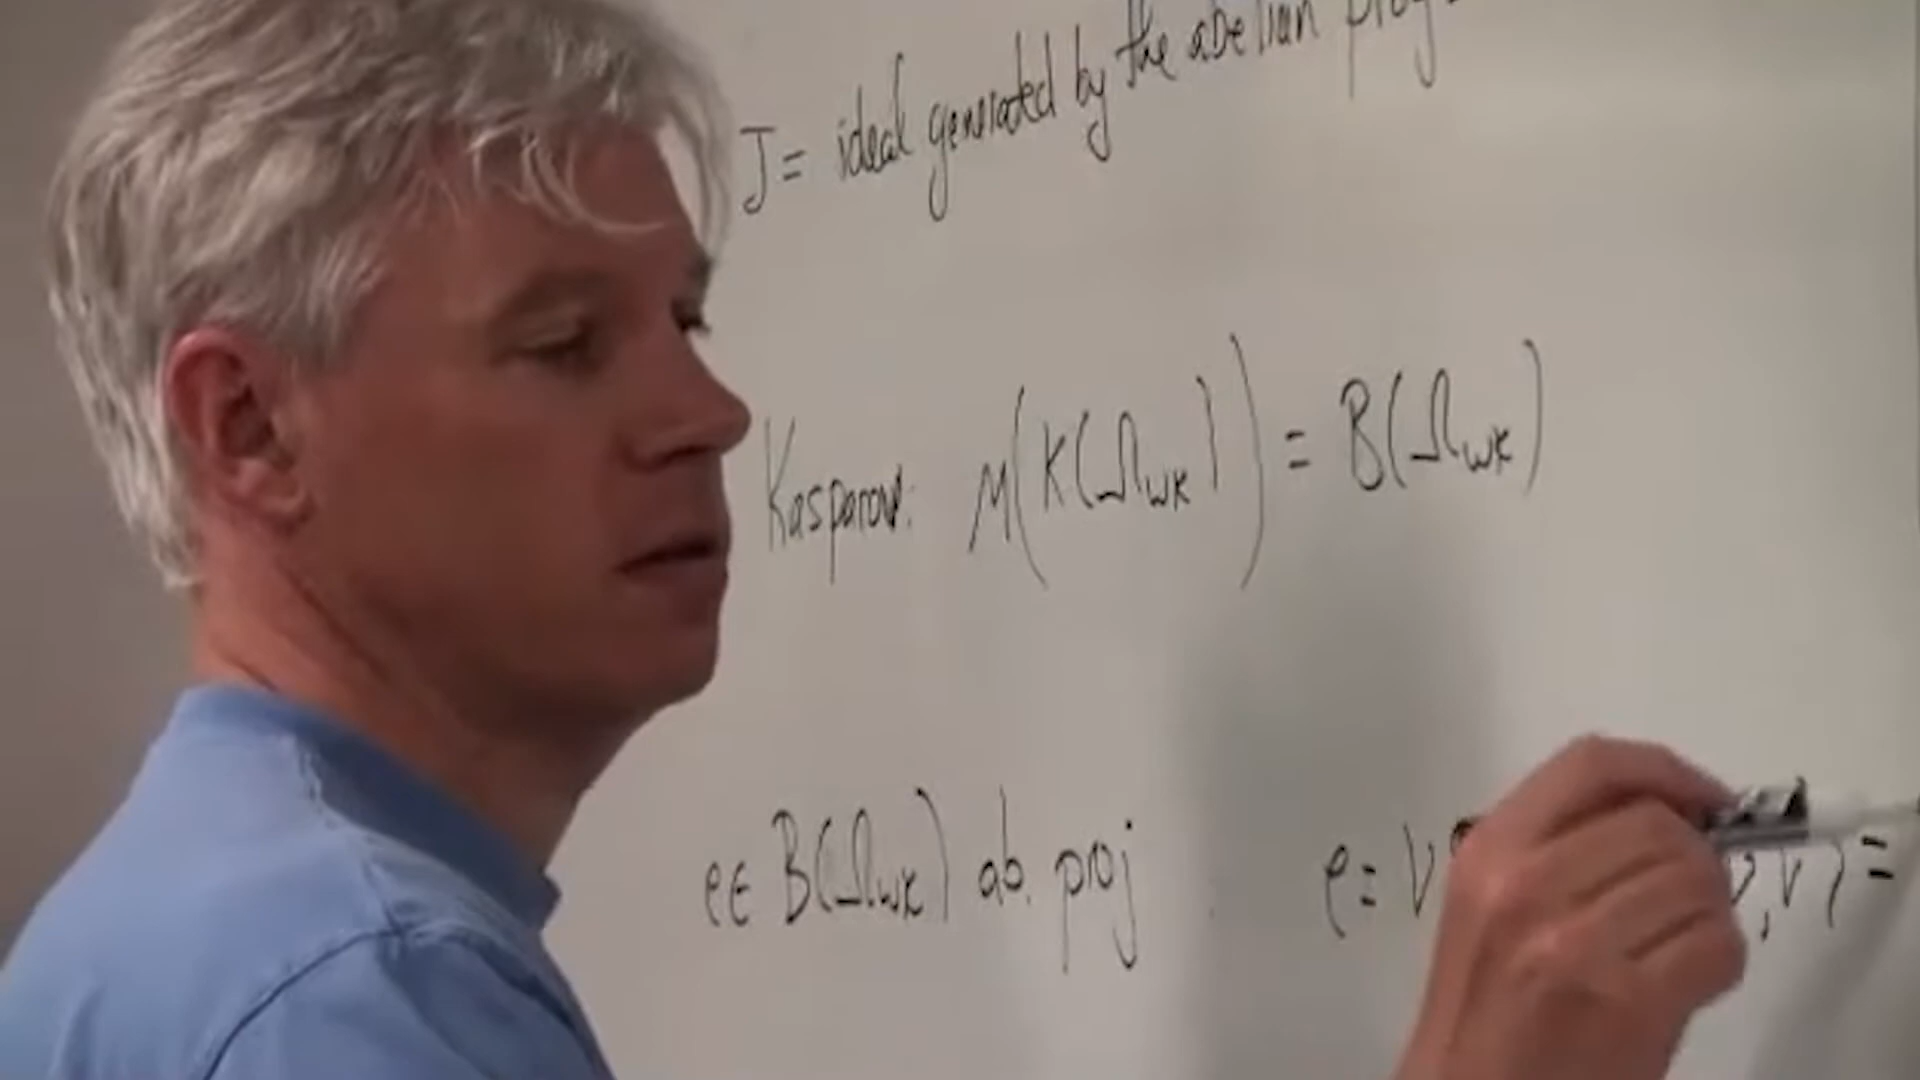 J = ideal generated by the abelian proj
Kasparov: M(K(Ω_wk)) = B(Ω_wk)
e ∈ B(Ω_wk) ab. proj e = V , V ⟩ =